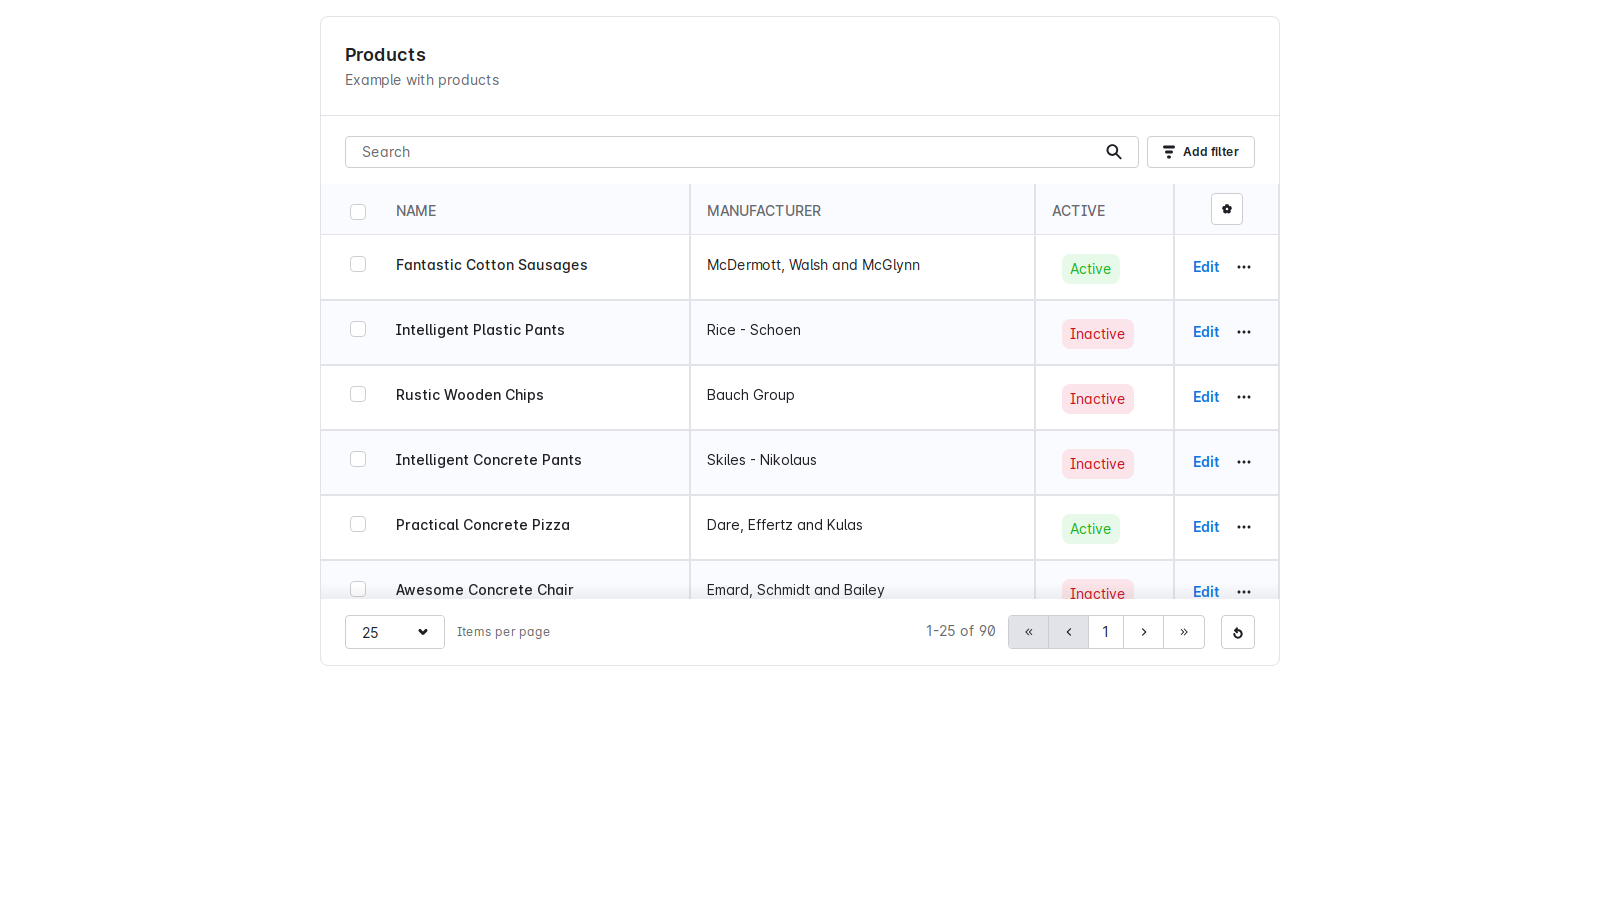 Products
Example with products
Search
Add filter
NAME MANUFACTURER ACTIVE
Fantastic Cotton Sausages McDermott, Walsh and McGlynn Active Edit
Intelligent Plastic Pants Rice - Schoen Inactive Edit
Rustic Wooden Chips Bauch Group Inactive Edit
Intelligent Concrete Pants Skiles - Nikolaus Inactive Edit
Practical Concrete Pizza Dare, Effertz and Kulas Active Edit
Awesome Concrete Chair Emard, Schmidt and Bailey Inactive Edit
25 Items per page 1-25 of 90 « ‹ 1 › »